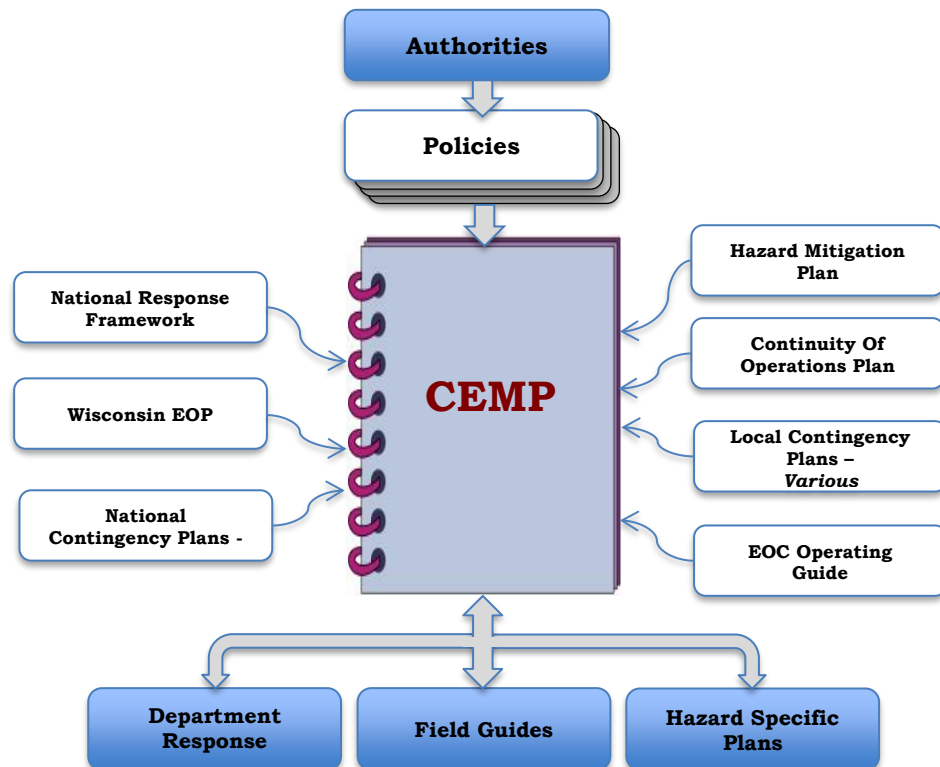 Authorities
Policies
National Response
Framework
Wisconsin EOP
National
Contingency Plans -
CEMP
Hazard Mitigation
Plan
Continuity Of
Operations Plan
Local Contingency
Plans –
Various
EOC Operating
Guide
Department
Response
Field Guides
Hazard Specific
Plans